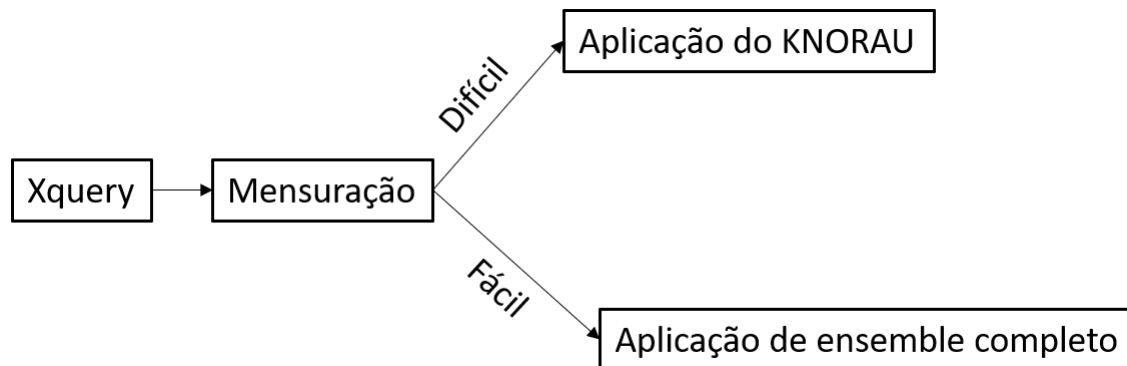 Aplicação do KNORAU
Difícil
Xquery
Mensuração
Fácil
Aplicação de ensemble completo